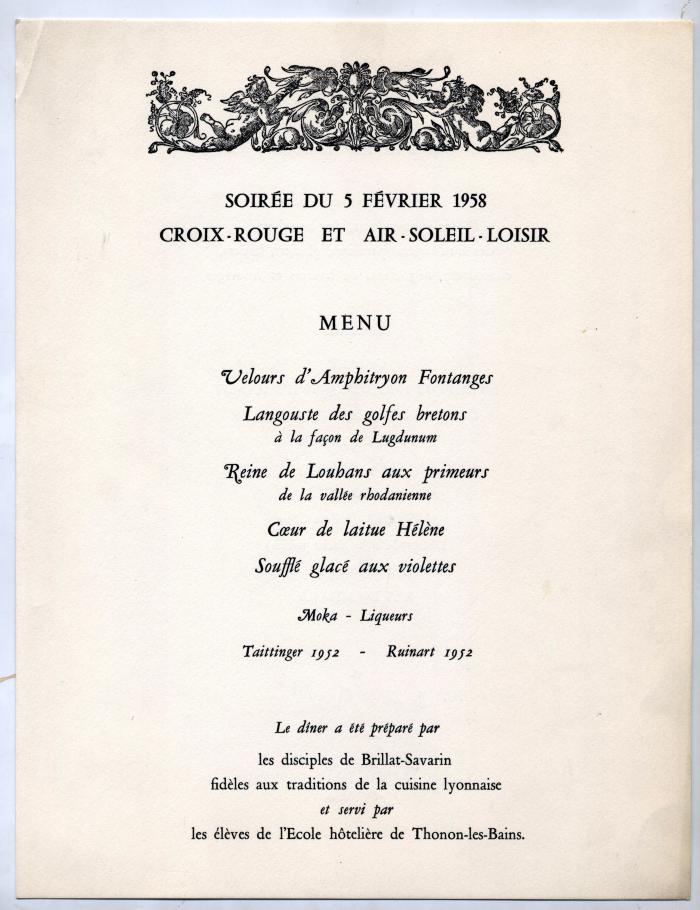 SOIRÉE DU 5 FÉVRIER 1958
CROIX-ROUGE ET AIR-SOLEIL-LOISIR
MENU
Velours d'Amphitryon Fontanges
Langouste des golfes bretons
à la façon de Lugdunum
Reine de Louhans aux primeurs
de la vallée rhodanienne
Cœur de laitue Hélène
Soufflé glacé aux violettes
Moka - Liqueurs
Taittinger 1952 - Ruinart 1952
Le dîner a été préparé par
les disciples de Brillat-Savarin
fidèles aux traditions de la cuisine lyonnaise
et servi par
les élèves de l'Ecole hôtelière de Thonon-les-Bains.